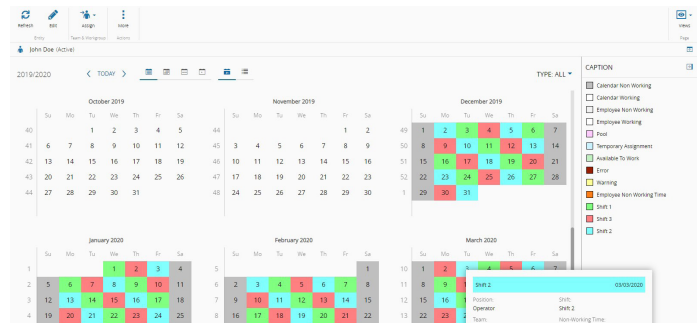 Refresh Edit Assign More Views
Entity Team & Workgroup Actions Page
John Doe (Active)
2019/2020 < TODAY > TYPE: ALL
CAPTION
Calendar Non Working
Calendar Working
Employee Non Working
Employee Working
Pool
Temporary Assignment
Available To Work
Error
Warning
Employee Non Working Time
Shift 1
Shift 3
Shift 2
October 2019
Su Mo Tu We Th Fr Sa
40 1 2 3 4 5
41 6 7 8 9 10 11 12
42 13 14 15 16 17 18 19
43 20 21 22 23 24 25 26
44 27 28 29 30 31
November 2019
Su Mo Tu We Th Fr Sa
44 1 2
45 3 4 5 6 7 8 9
46 10 11 12 13 14 15 16
47 17 18 19 20 21 22 23
48 24 25 26 27 28 29 30
December 2019
Su Mo Tu We Th Fr Sa
49 1 2 3 4 5 6 7
50 8 9 10 11 12 13 14
51 15 16 17 18 19 20 21
52 22 23 24 25 26 27 28
1 29 30 31
January 2020
Su Mo Tu We Th Fr Sa
1 1 2 3 4
2 5 6 7 8 9 10 11
3 12 13 14 15 16 17 18
4 19 20 21 22 23 24 25
February 2020
Su Mo Tu We Th Fr Sa
5 1
6 2 3 4 5 6 7 8
7 9 10 11 12 13 14 15
8 16 17 18 19 20 21 22
March 2020
Su Mo Tu We Th Fr Sa
10 1 2 3 4 5 6 7
11 8 9
12 15 16
13 22 23
Shift 2 03/03/2020
Position: Shift:
Operator Shift 2
Team: Non-Working Time: